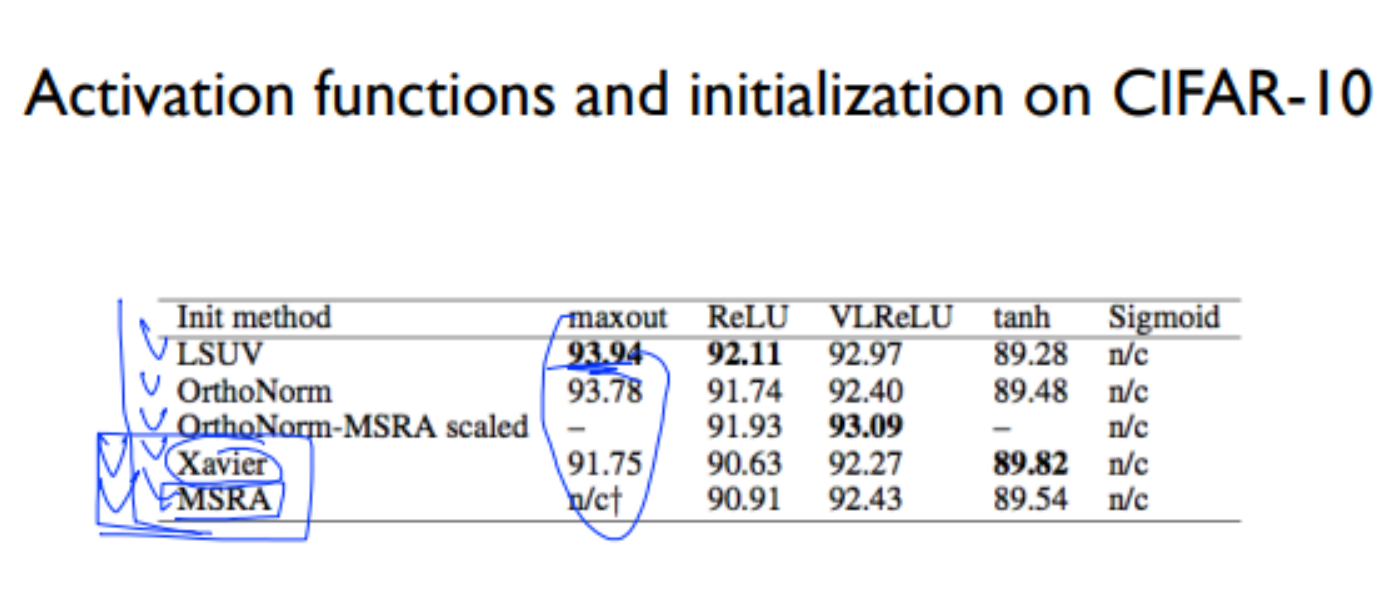 Activation functions and initialization on CIFAR-10
Init method maxout ReLU VLReLU tanh Sigmoid
LSUV 93.94 92.11 92.97 89.28 n/c
OrthoNorm 93.78 91.74 92.40 89.48 n/c
OrthoNorm-MSRA scaled – 91.93 93.09 – n/c
Xavier 91.75 90.63 92.27 89.82 n/c
MSRA n/c† 90.91 92.43 89.54 n/c